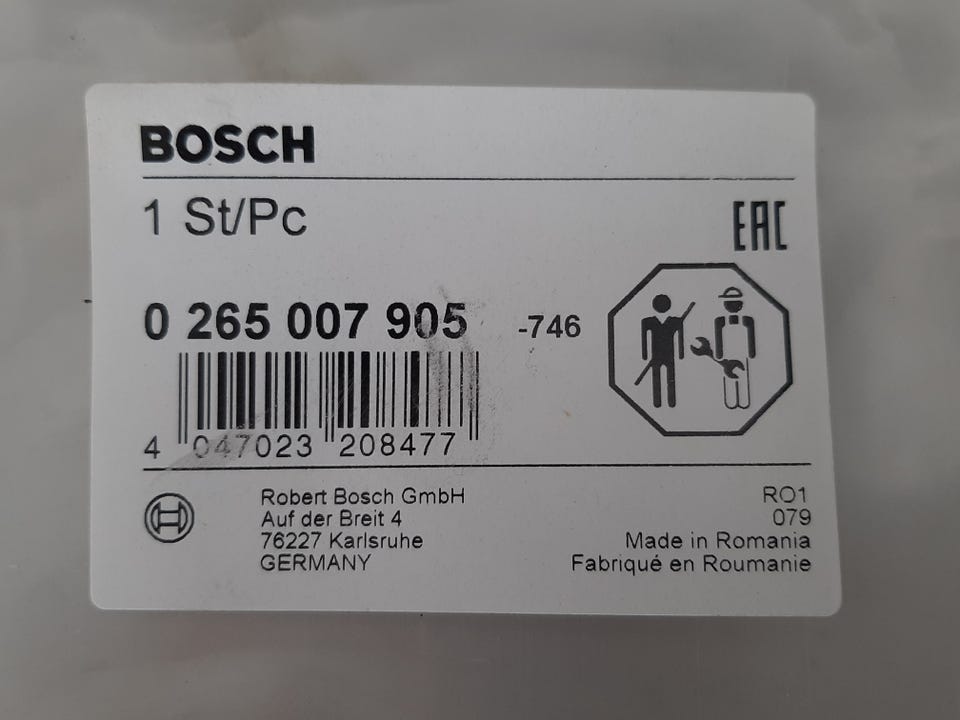 BOSCH
1 St/Pc
EAC
0 265 007 905 -746
4 047023 208477
Robert Bosch GmbH
Auf der Breit 4
76227 Karlsruhe
GERMANY
RO1
079
Made in Romania
Fabriqué en Roumanie